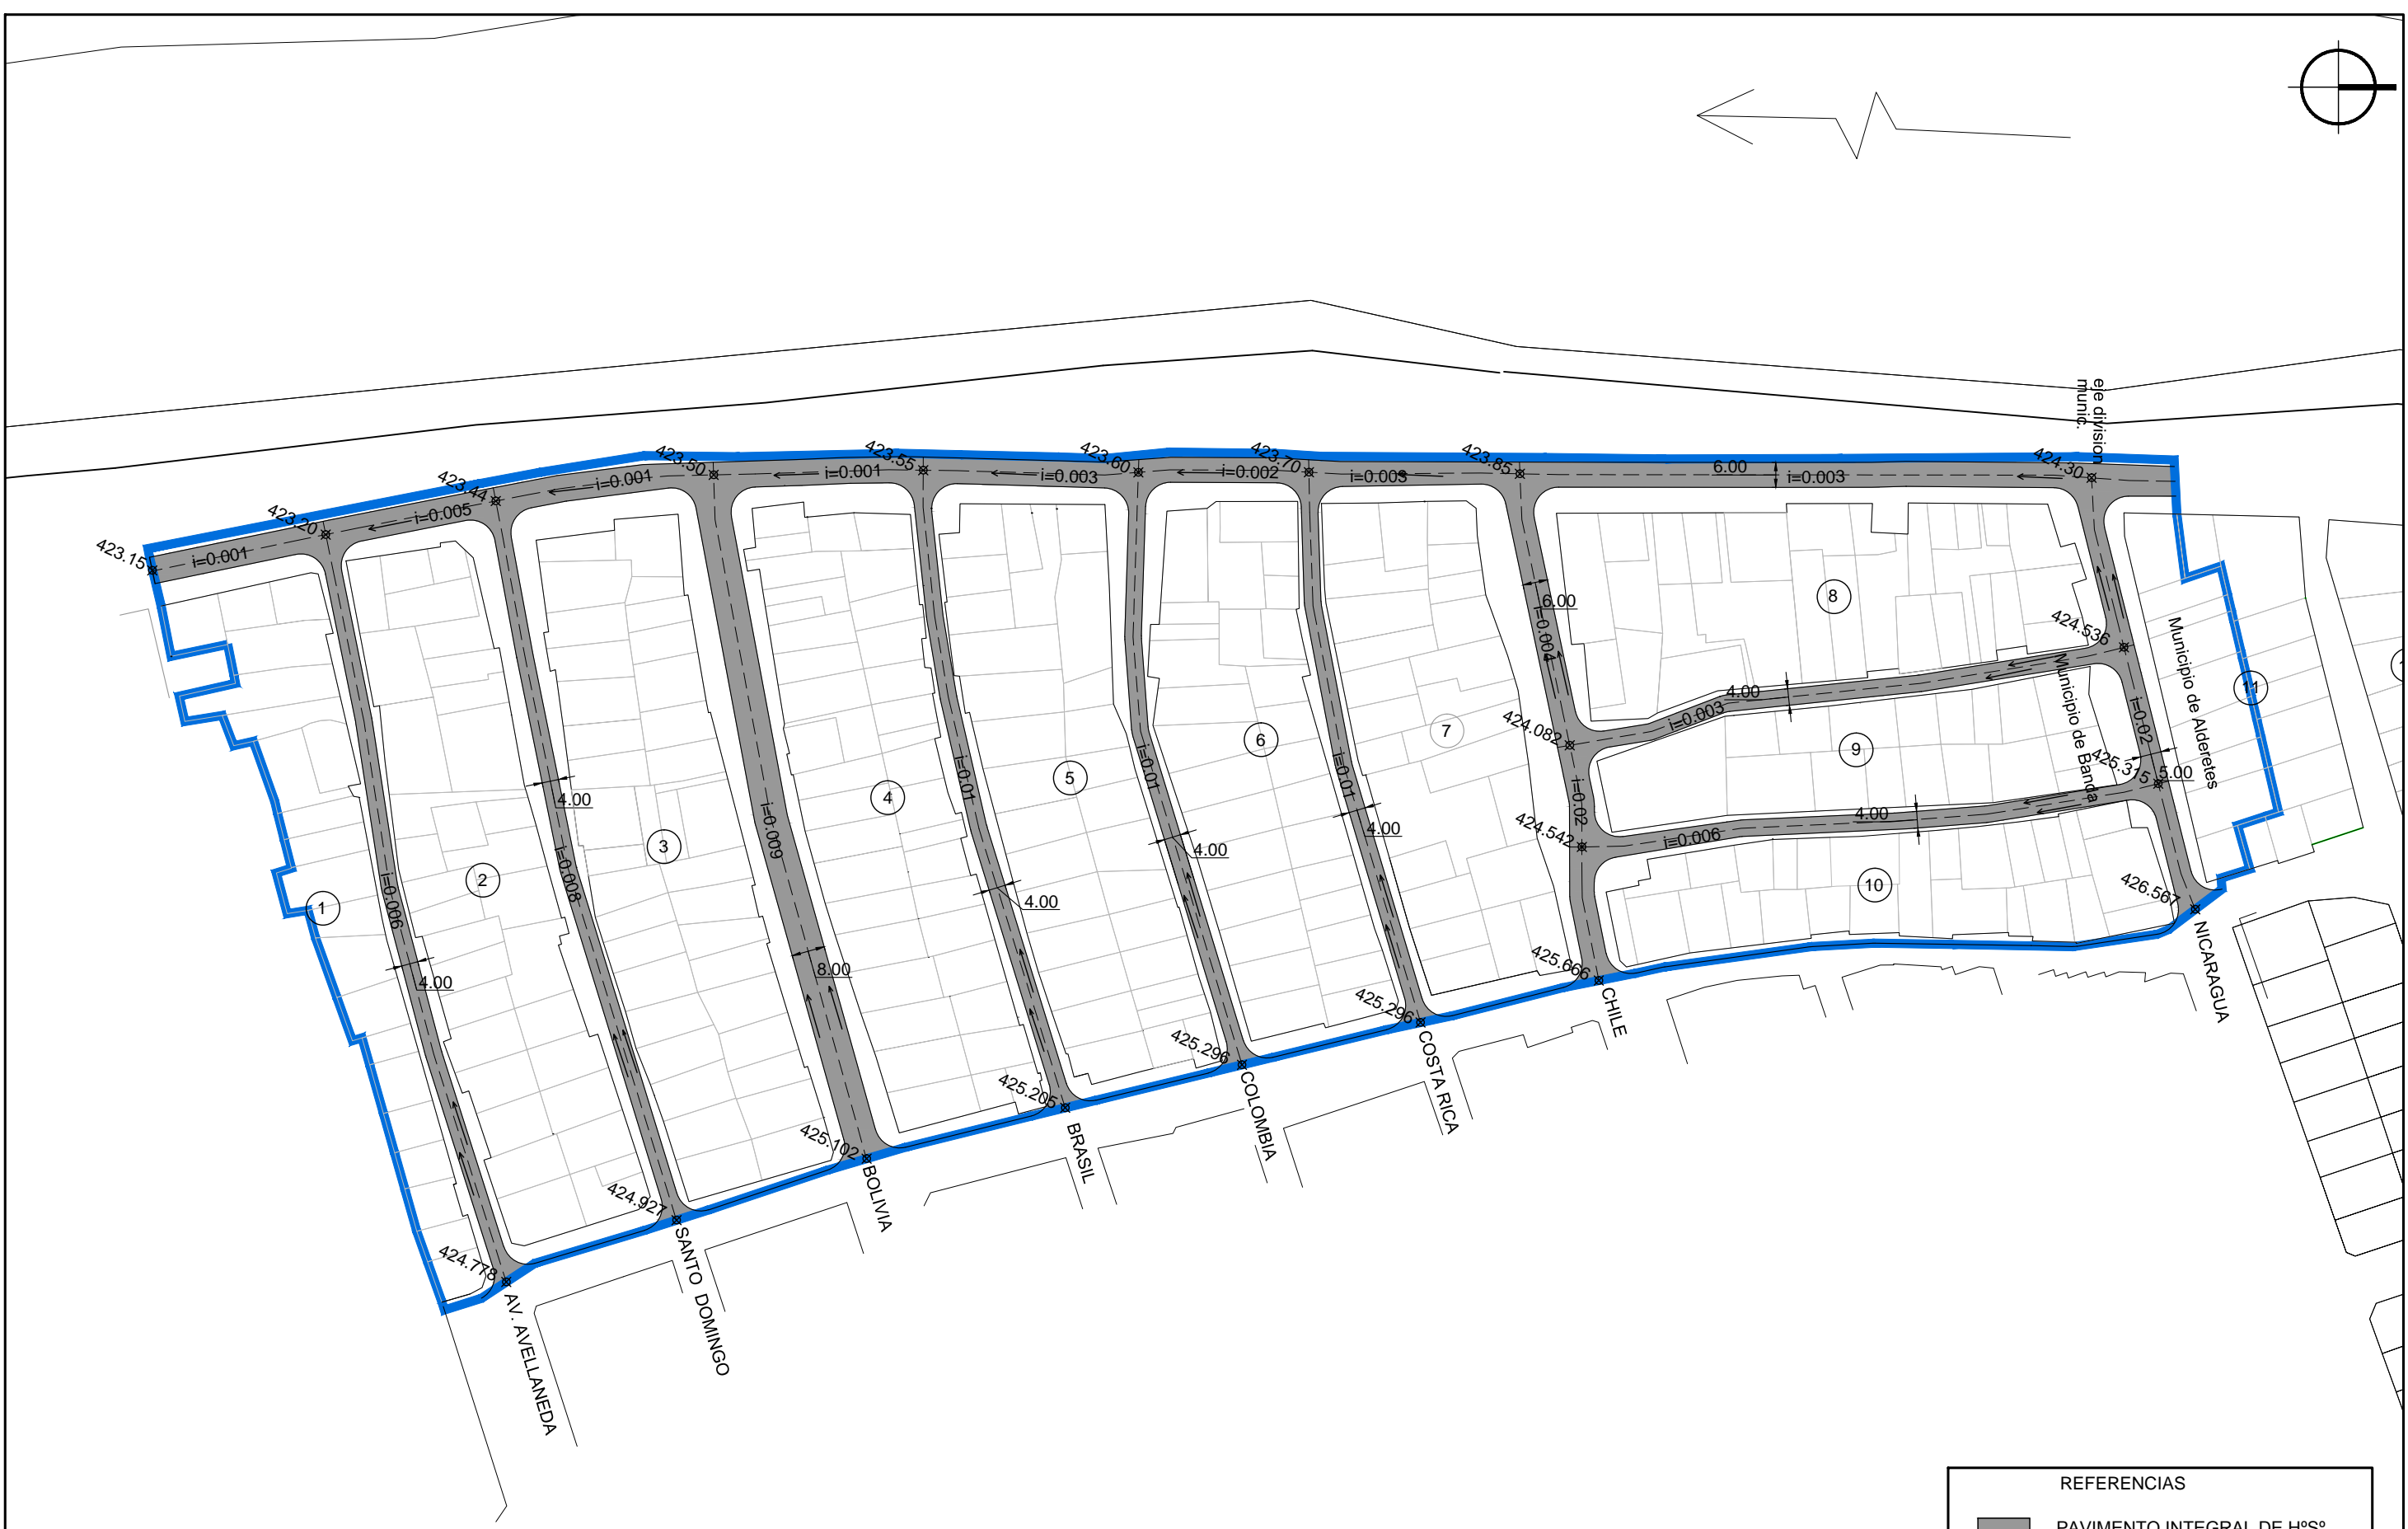 eje division
munic.
423.15
423.20
423.44
423.50
423.55
423.60
423.70
423.85
424.30
i=0.001
i=0.005
i=0.001
i=0.001
i=0.003
i=0.002
i=0.003
6.00
i=0.003
6.00
i=0.004
8
424.536
Municipio de Alderetes
11
Municipio de Banda
4.00
i=0.003
424.082
9
i=0.02
425.315
5.00
i=0.02
424.542
4.00
i=0.006
10
426.567
NICARAGUA
425.666
CHILE
7
6
5
4
3
2
1
i=0.006
4.00
i=0.008
4.00
i=0.009
8.00
i=0.01
4.00
i=0.01
4.00
i=0.01
4.00
425.296
COSTA RICA
425.296
COLOMBIA
425.205
BRASIL
425.102
BOLIVIA
424.927
SANTO DOMINGO
424.778
AV. AVELLANEDA
REFERENCIAS
PAVIMENTO INTEGRAL DE HºSº